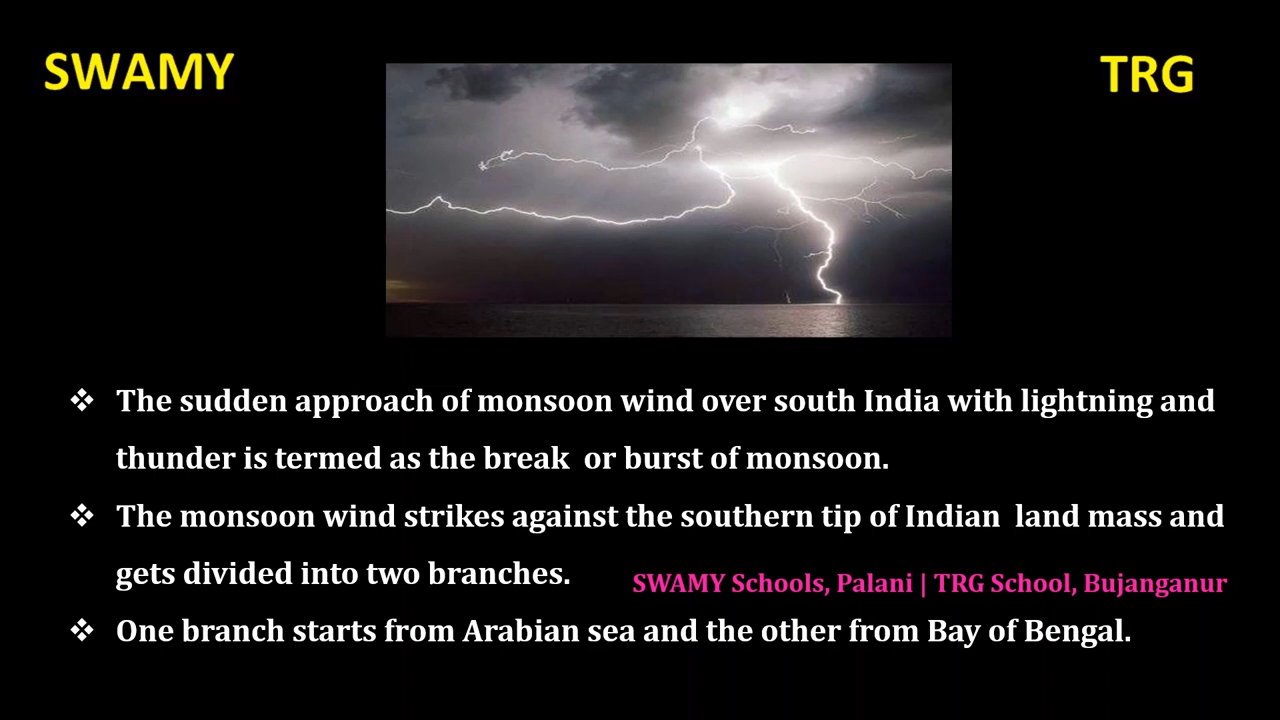 SWAMY
TRG
❖ The sudden approach of monsoon wind over south India with lightning and
thunder is termed as the break  or burst of monsoon.
❖ The monsoon wind strikes against the southern tip of Indian  land mass and
gets divided into two branches.
SWAMY Schools, Palani | TRG School, Bujanganur
❖ One branch starts from Arabian sea and the other from Bay of Bengal.